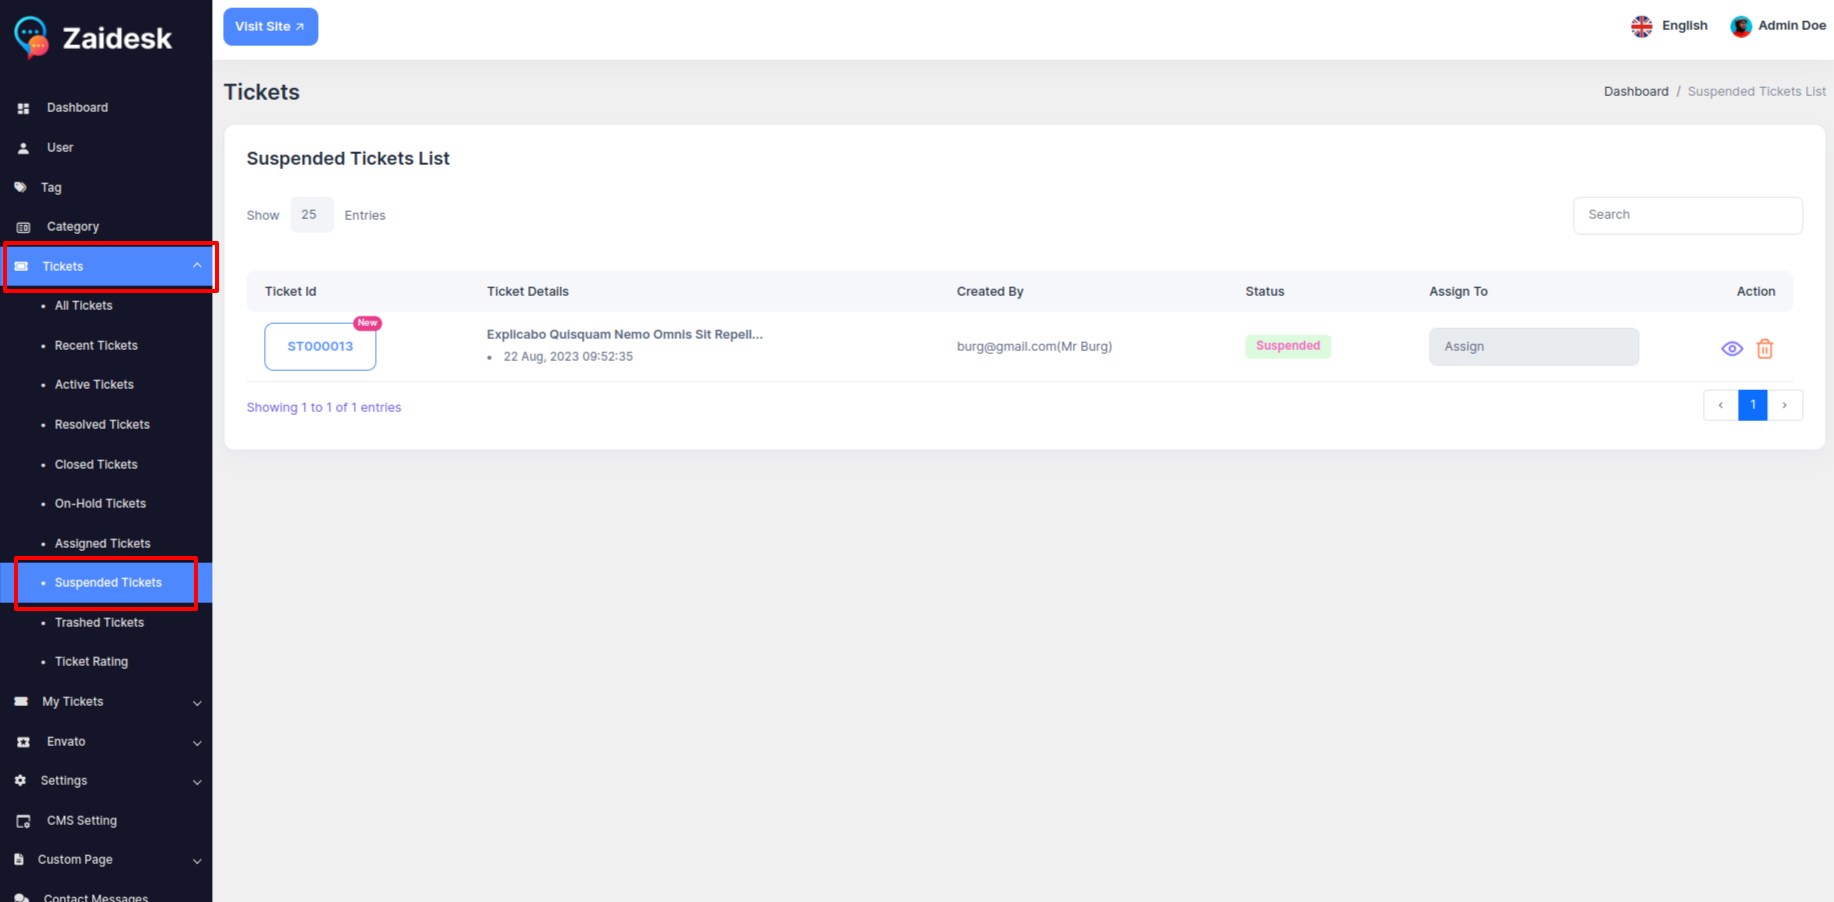 Zaidesk
Visit Site
English
Admin Doe
Dashboard
User
Tag
Category
Tickets
All Tickets
Recent Tickets
Active Tickets
Resolved Tickets
Closed Tickets
On-Hold Tickets
Assigned Tickets
Suspended Tickets
Trashed Tickets
Ticket Rating
My Tickets
Envato
Settings
CMS Setting
Custom Page
Contact Messages
Tickets
Dashboard / Suspended Tickets List
Suspended Tickets List
Show 25 Entries
Search
Ticket Id Ticket Details Created By Status Assign To Action
New
ST000013
Explicabo Quisquam Nemo Omnis Sit Repell...
22 Aug, 2023 09:52:35
burg@gmail.com(Mr Burg)
Suspended
Assign
Showing 1 to 1 of 1 entries
‹ 1 ›